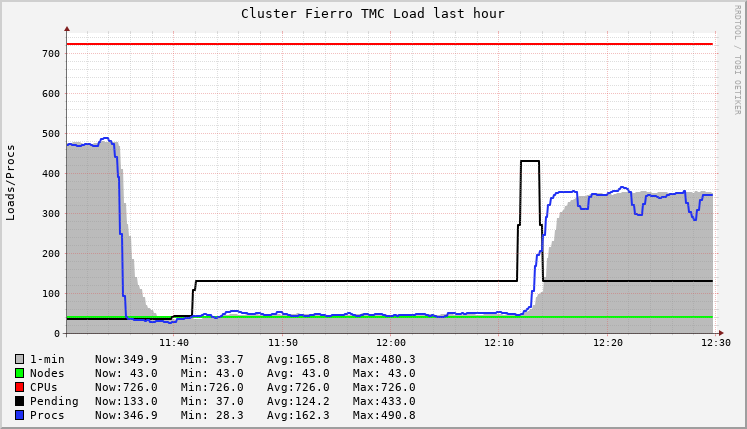 Cluster Fierro TMC Load last hour
RRDTOOL / TOBI OETIKER
Loads/Procs
700
600
500
400
300
200
100
0
11:40 11:50 12:00 12:10 12:20 12:30
1-min Now:349.9 Min: 33.7 Avg:165.8 Max:480.3
Nodes Now: 43.0 Min: 43.0 Avg: 43.0 Max: 43.0
CPUs Now:726.0 Min:726.0 Avg:726.0 Max:726.0
Pending Now:133.0 Min: 37.0 Avg:124.2 Max:433.0
Procs Now:346.9 Min: 28.3 Avg:162.3 Max:490.8